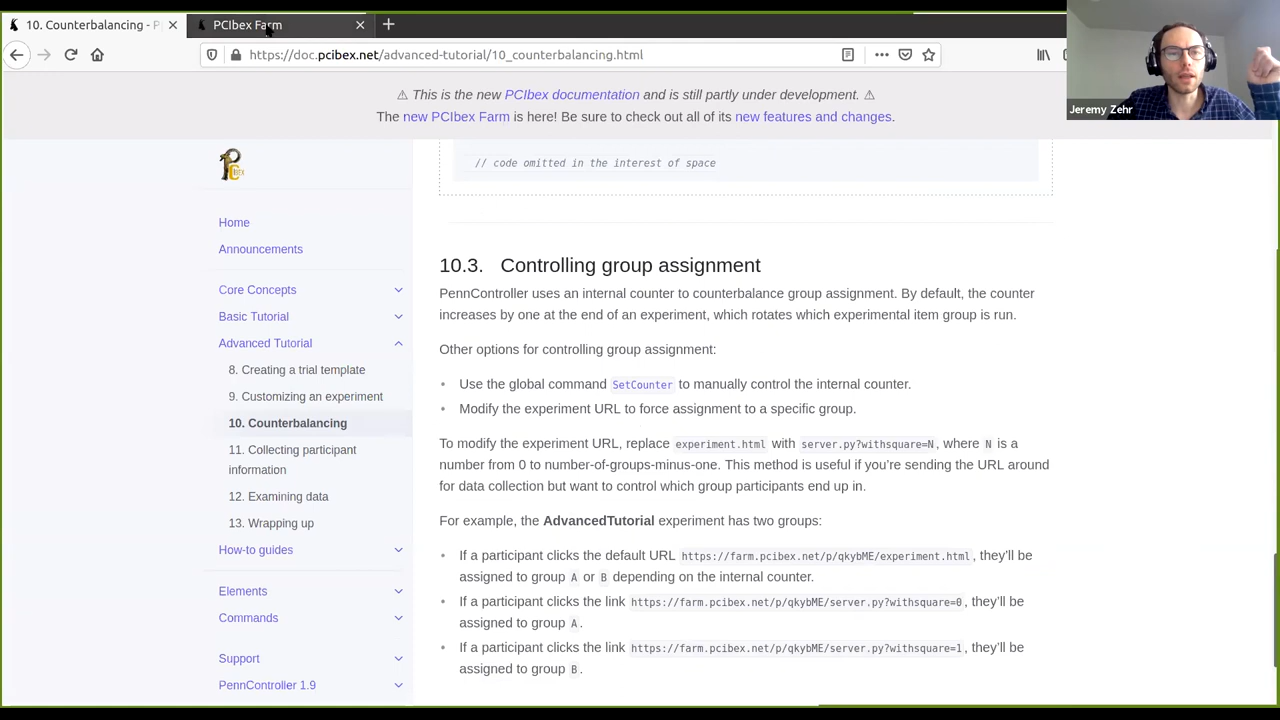 10. Counterbalancing - P
PCIbex Farm
https://doc.pcibex.net/advanced-tutorial/10_counterbalancing.html
Jeremy Zehr
⚠ This is the new PCIbex documentation and is still partly under development. ⚠
The new PCIbex Farm is here! Be sure to check out all of its new features and changes.
Home
Announcements
Core Concepts
Basic Tutorial
Advanced Tutorial
8. Creating a trial template
9. Customizing an experiment
10. Counterbalancing
11. Collecting participant
information
12. Examining data
13. Wrapping up
How-to guides
Elements
Commands
Support
PennController 1.9
// code omitted in the interest of space
10.3. Controlling group assignment
PennController uses an internal counter to counterbalance group assignment. By default, the counter
increases by one at the end of an experiment, which rotates which experimental item group is run.
Other options for controlling group assignment:
• Use the global command SetCounter to manually control the internal counter.
• Modify the experiment URL to force assignment to a specific group.
To modify the experiment URL, replace experiment.html with server.py?withsquare=N, where N is a
number from 0 to number-of-groups-minus-one. This method is useful if you're sending the URL around
for data collection but want to control which group participants end up in.
For example, the AdvancedTutorial experiment has two groups:
• If a participant clicks the default URL https://farm.pcibex.net/p/qkybME/experiment.html, they'll be
assigned to group A or B depending on the internal counter.
• If a participant clicks the link https://farm.pcibex.net/p/qkybME/server.py?withsquare=0, they'll be
assigned to group A.
• If a participant clicks the link https://farm.pcibex.net/p/qkybME/server.py?withsquare=1, they'll be
assigned to group B.